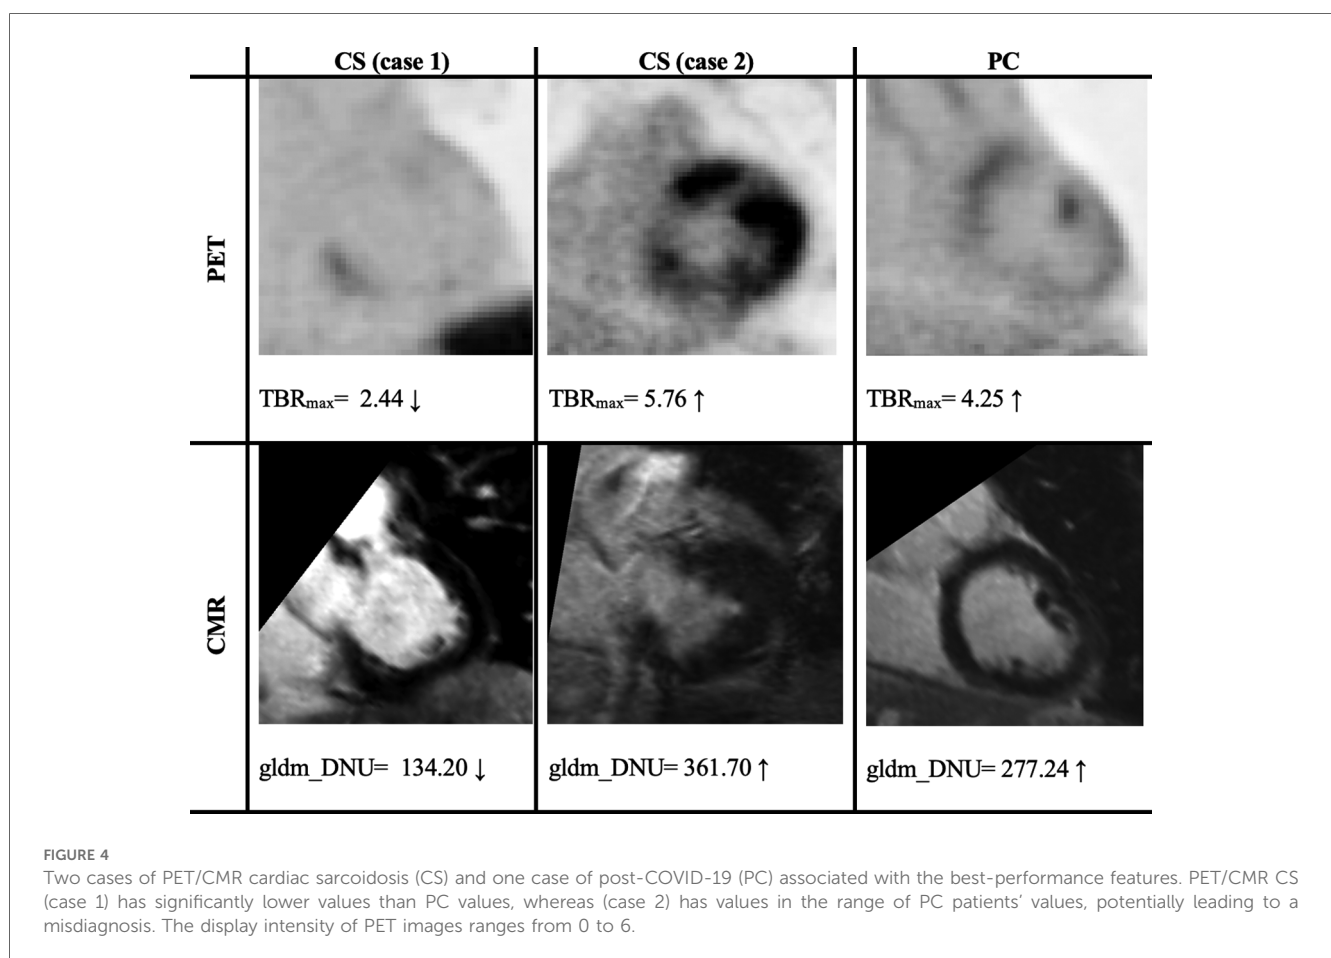 CS (case 1) CS (case 2) PC
PET
TBRmax= 2.44 ↓ TBRmax= 5.76 ↑ TBRmax= 4.25 ↑
CMR
gldm_DNU= 134.20 ↓ gldm_DNU= 361.70 ↑ gldm_DNU= 277.24 ↑
FIGURE 4
Two cases of PET/CMR cardiac sarcoidosis (CS) and one case of post-COVID-19 (PC) associated with the best-performance features. PET/CMR CS
(case 1) has significantly lower values than PC values, whereas (case 2) has values in the range of PC patients' values, potentially leading to a
misdiagnosis. The display intensity of PET images ranges from 0 to 6.